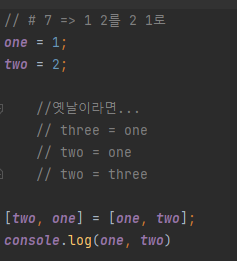 // # 7 => 1 2를 2 1로
one = 1;
two = 2;
//옛날이라면...
// three = one
// two = one
// two = three
[two, one] = [one, two];
console.log(one, two)